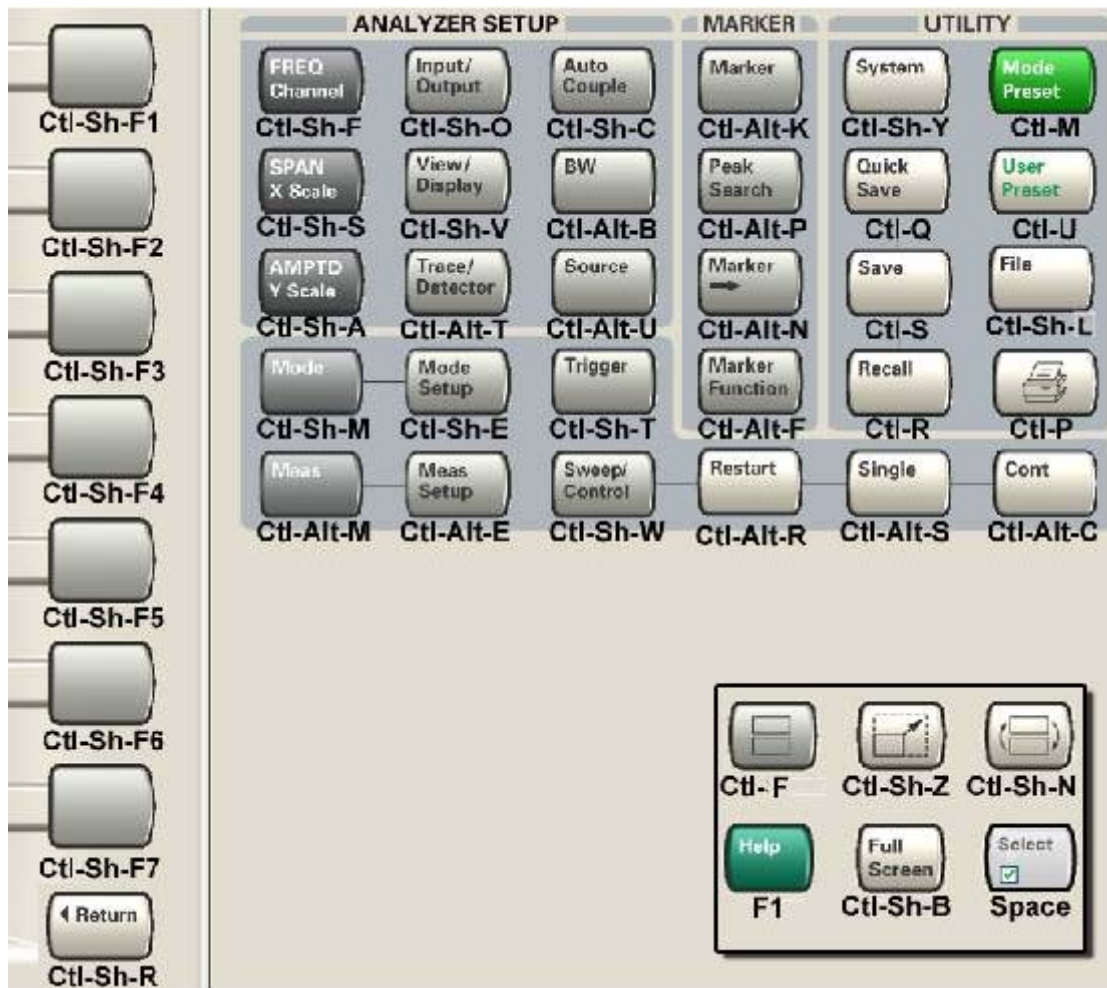 ANALYZER SETUP
MARKER
UTILITY
FREQ
Channel
Ctl-Sh-F
Input/
Output
Ctl-Sh-O
Auto
Couple
Ctl-Sh-C
Marker
Ctl-Alt-K
System
Ctl-Sh-Y
Mode
Preset
Ctl-M
SPAN
X Scale
Ctl-Sh-S
View/
Display
Ctl-Sh-V
BW
Ctl-Alt-B
Peak
Search
Ctl-Alt-P
Quick
Save
Ctl-Q
User
Preset
Ctl-U
AMPTD
Y Scale
Ctl-Sh-A
Trace/
Detector
Ctl-Alt-T
Source
Ctl-Alt-U
Marker
Ctl-Alt-N
Save
Ctl-S
File
Ctl-Sh-L
Mode
Ctl-Sh-M
Mode
Setup
Ctl-Sh-E
Trigger
Ctl-Sh-T
Marker
Function
Ctl-Alt-F
Recall
Ctl-R
Ctl-P
Meas
Ctl-Alt-M
Meas
Setup
Ctl-Alt-E
Sweep/
Control
Ctl-Sh-W
Restart
Ctl-Alt-R
Single
Ctl-Alt-S
Cont
Ctl-Alt-C
Ctl-Sh-F1
Ctl-Sh-F2
Ctl-Sh-F3
Ctl-Sh-F4
Ctl-Sh-F5
Ctl-Sh-F6
Ctl-Sh-F7
Return
Ctl-Sh-R
Ctl-F
Ctl-Sh-Z
Ctl-Sh-N
Help
F1
Full
Screen
Ctl-Sh-B
Select
Space